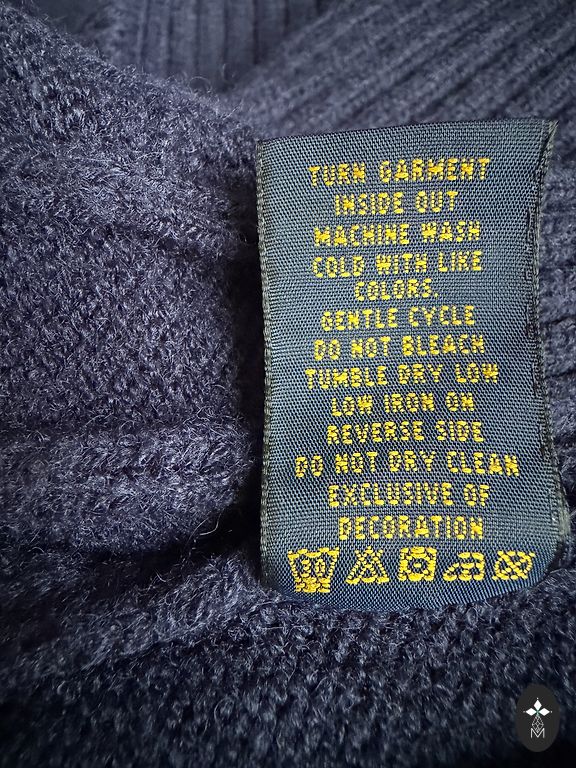 TURN GARMENT
INSIDE OUT
MACHINE WASH
COLD WITH LIKE
COLORS.
GENTLE CYCLE
DO NOT BLEACH
TUMBLE DRY LOW
LOW IRON ON
REVERSE SIDE
DO NOT DRY CLEAN
EXCLUSIVE OF
DECORATION
30
M